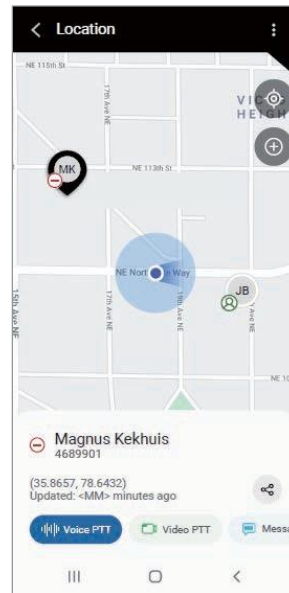 Location
NE 115th St
17th Ave NE
VIC
HEIGH
MK
NE 113th St
NE Nor Way
JB
15th Ave NE
17th Ave NE
19th Ave NE
NE 10
Magnus Kekhuis
4689901
(35.8657, 78.6432)
Updated: <MM> minutes ago
Voice PTT
Video PTT
Messa